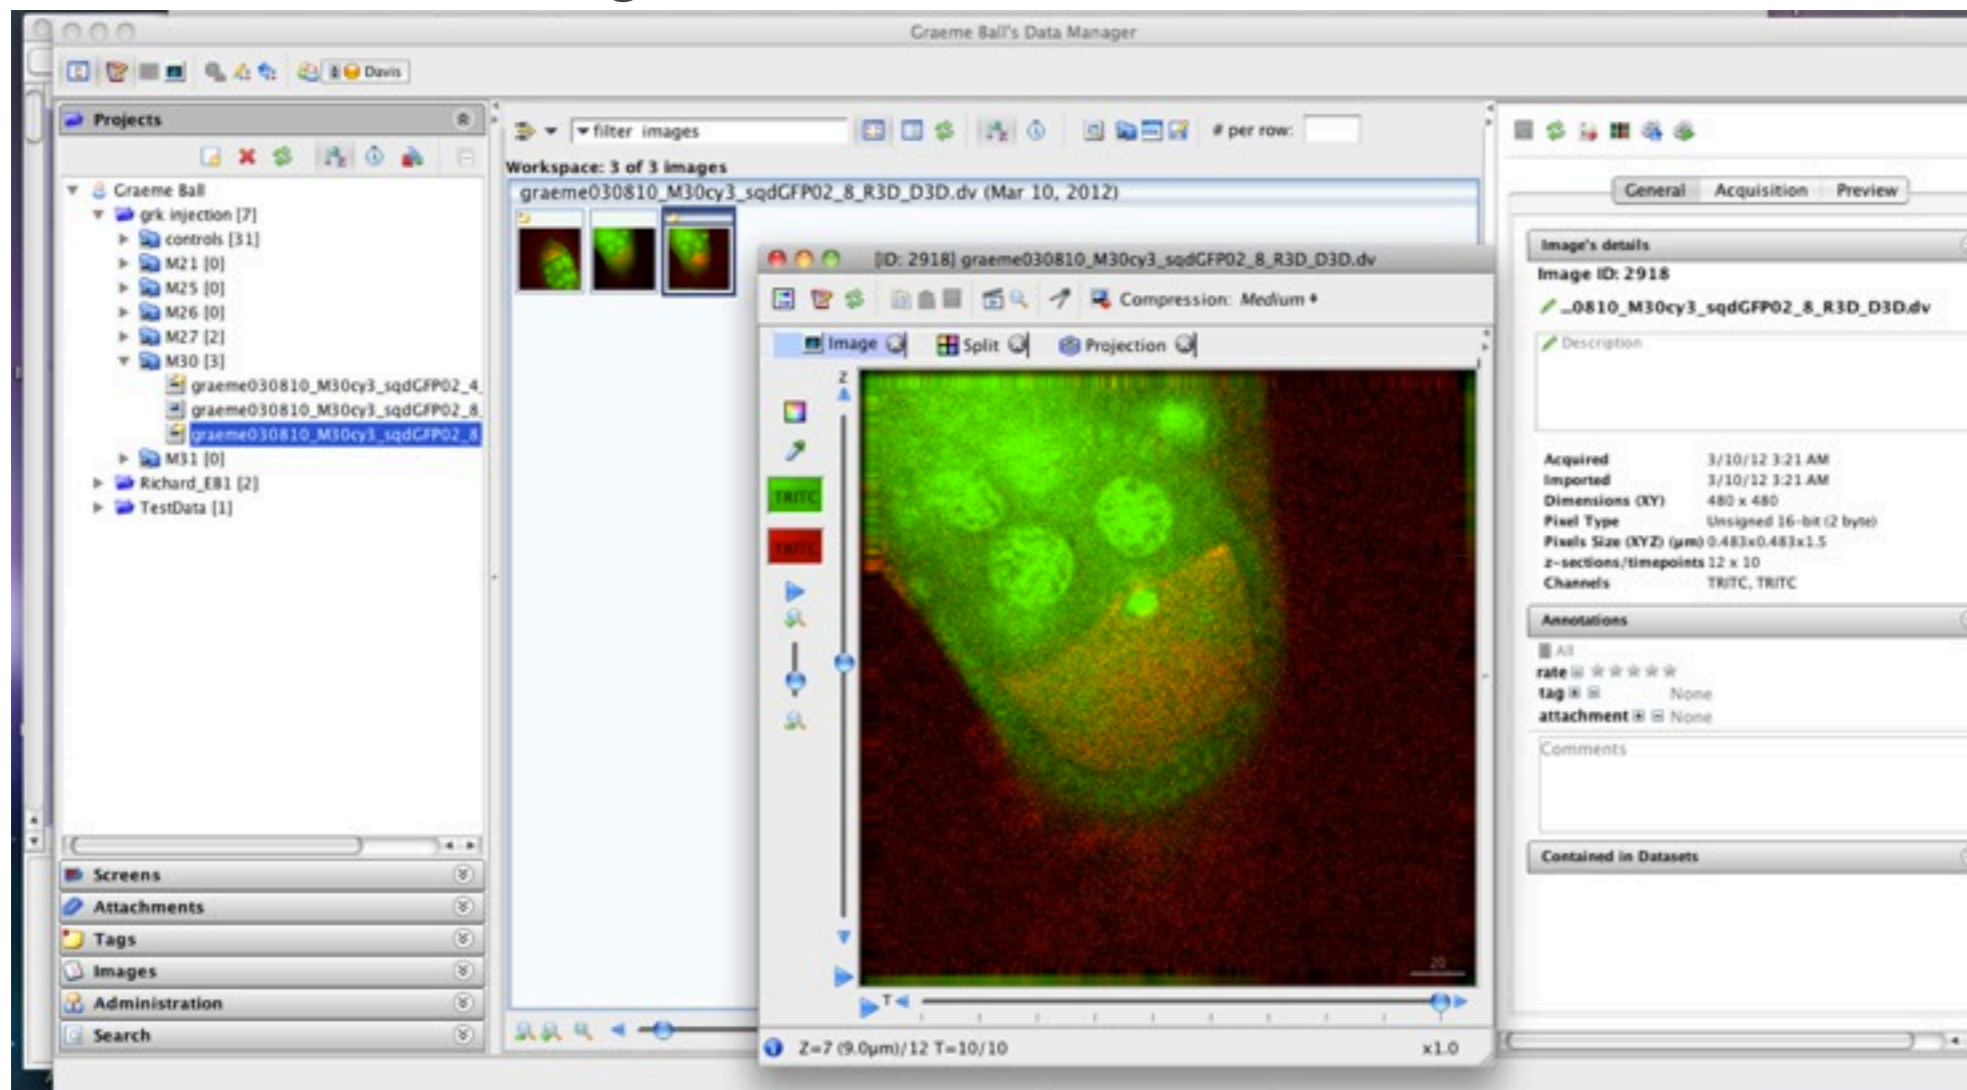 Graeme Ball's Data Manager
Davis
Projects
Graeme Ball
grk injection [7]
controls [31]
M21 [0]
M25 [0]
M26 [0]
M27 [2]
M30 [3]
graeme030810_M30cy3_sqdGFP02_4_
graeme030810_M30cy3_sqdGFP02_8_
graeme030810_M30cy3_sqdGFP02_8
M31 [0]
Richard_E81 [2]
TestData [1]
Screens
Attachments
Tags
Images
Administration
Search
filter images
# per row:
Workspace: 3 of 3 images
graeme030810_M30cy3_sqdGFP02_8_R3D_D3D.dv (Mar 10, 2012)
[ID: 2918] graeme030810_M30cy3_sqdGFP02_8_R3D_D3D.dv
Compression: Medium
Image Split Projection
Z
TRITC
TRITC
20
T
Z=7 (9.0µm)/12 T=10/10 x1.0
General Acquisition Preview
Image's details
Image ID: 2918
...0810_M30cy3_sqdGFP02_8_R3D_D3D.dv
Description
Acquired 3/10/12 3:21 AM
Imported 3/10/12 3:21 AM
Dimensions (XY) 480 x 480
Pixel Type Unsigned 16-bit (2 byte)
Pixels Size (XYZ) (µm) 0.483x0.483x1.5
z-sections/timepoints 12 x 10
Channels TRITC, TRITC
Annotations
All
rate
tag None
attachment None
Comments
Contained in Datasets